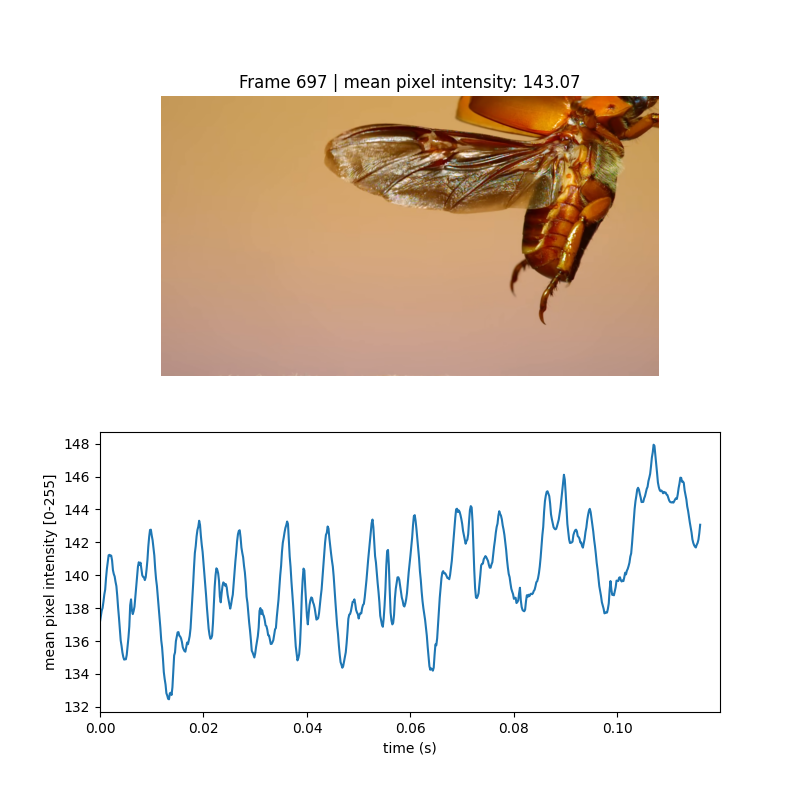 Frame 697 | mean pixel intensity: 143.07
148
146
144
142
140
138
136
134
132
mean pixel intensity [0-255]
0.00 0.02 0.04 0.06 0.08 0.10
time (s)